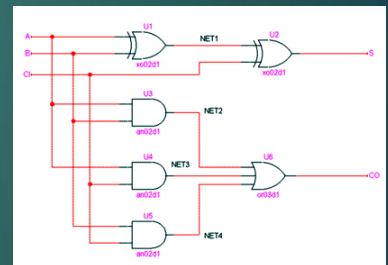 U1
A
NET1
U2
B
S
xo02d1
CI
xo02d1
U3
NET2
an02d1
U4
NET3
U6
CO
an02d1
or03d1
U5
NET4
an02d1